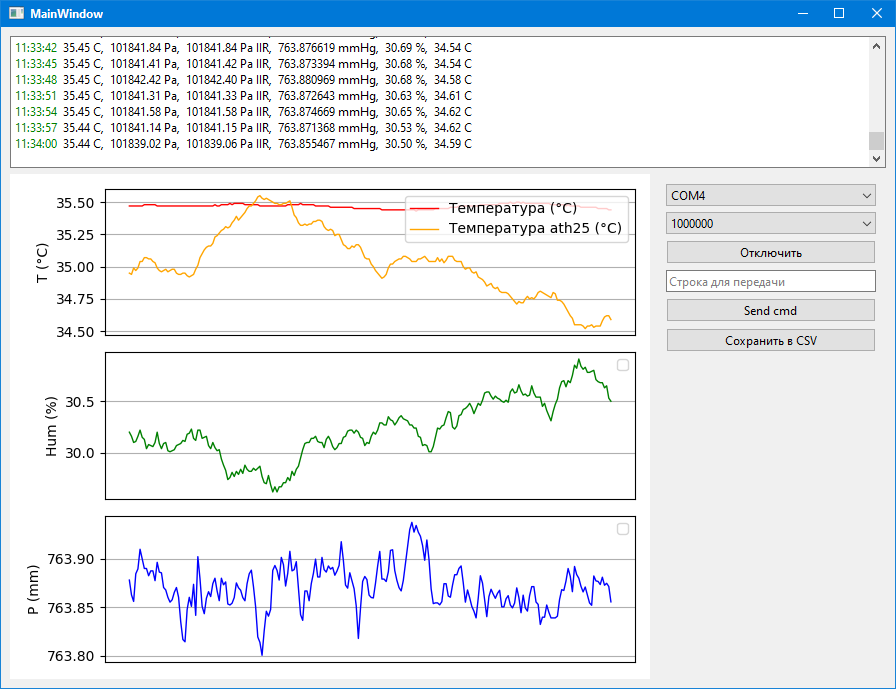 MainWindow
11:33:42 35.45 C, 101841.84 Pa, 101841.84 Pa IIR, 763.876619 mmHg, 30.69 %, 34.54 C
11:33:45 35.45 C, 101841.41 Pa, 101841.42 Pa IIR, 763.873394 mmHg, 30.68 %, 34.54 C
11:33:48 35.45 C, 101842.42 Pa, 101842.40 Pa IIR, 763.880969 mmHg, 30.68 %, 34.58 C
11:33:51 35.45 C, 101841.31 Pa, 101841.33 Pa IIR, 763.872643 mmHg, 30.63 %, 34.61 C
11:33:54 35.45 C, 101841.58 Pa, 101841.58 Pa IIR, 763.874669 mmHg, 30.65 %, 34.62 C
11:33:57 35.44 C, 101841.14 Pa, 101841.15 Pa IIR, 763.871368 mmHg, 30.53 %, 34.62 C
11:34:00 35.44 C, 101839.02 Pa, 101839.06 Pa IIR, 763.855467 mmHg, 30.50 %, 34.59 C
T (°C)
35.50
35.25
35.00
34.75
34.50
Температура (°C)
Температура ath25 (°C)
Hum (%)
30.5
30.0
P (mm)
763.90
763.85
763.80
COM4
1000000
Отключить
Строка для передачи
Send cmd
Сохранить в CSV